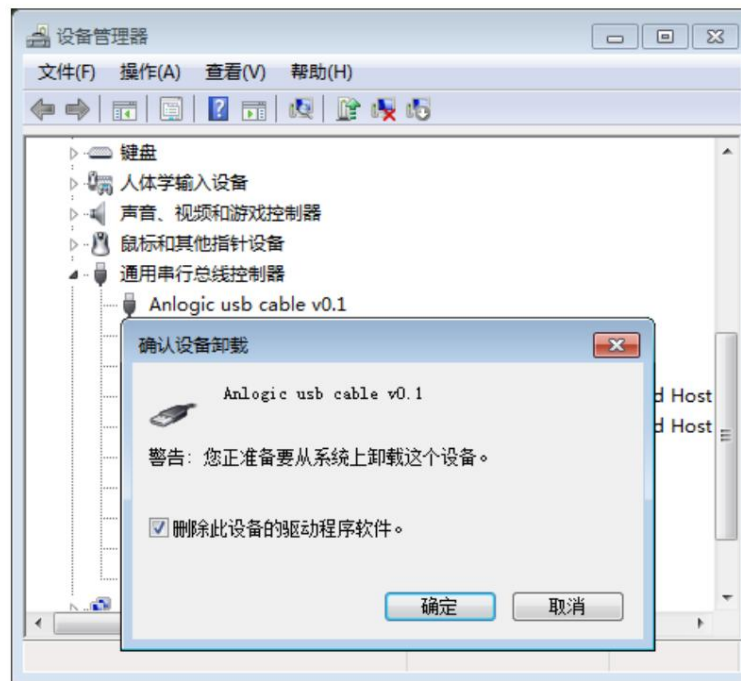 设备管理器
文件(F) 操作(A) 查看(V) 帮助(H)
键盘
人体学输入设备
声音、视频和游戏控制器
鼠标和其他指针设备
通用串行总线控制器
Anlogic usb cable v0.1
确认设备卸载
Anlogic usb cable v0.1
d Host
d Host
警告: 您正准备要从系统上卸载这个设备。
删除此设备的驱动程序软件。
确定 取消